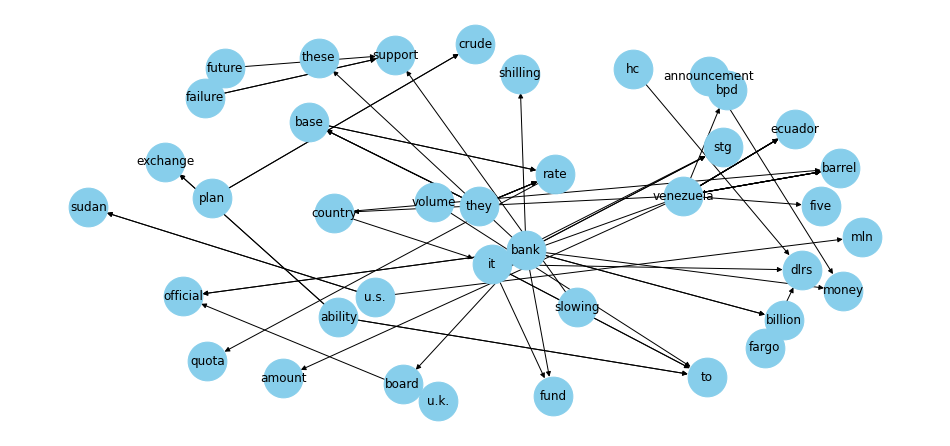 crude
these
support
future
shilling
hc
announcement
bpd
failure
base
ecuador
stg
exchange
barrel
rate
plan
venezuela
volume
they
five
sudan
country
mln
bank
it
dlrs
money
official
u.s.
slowing
ability
billion
fargo
quota
amount
to
board
fund
u.k.